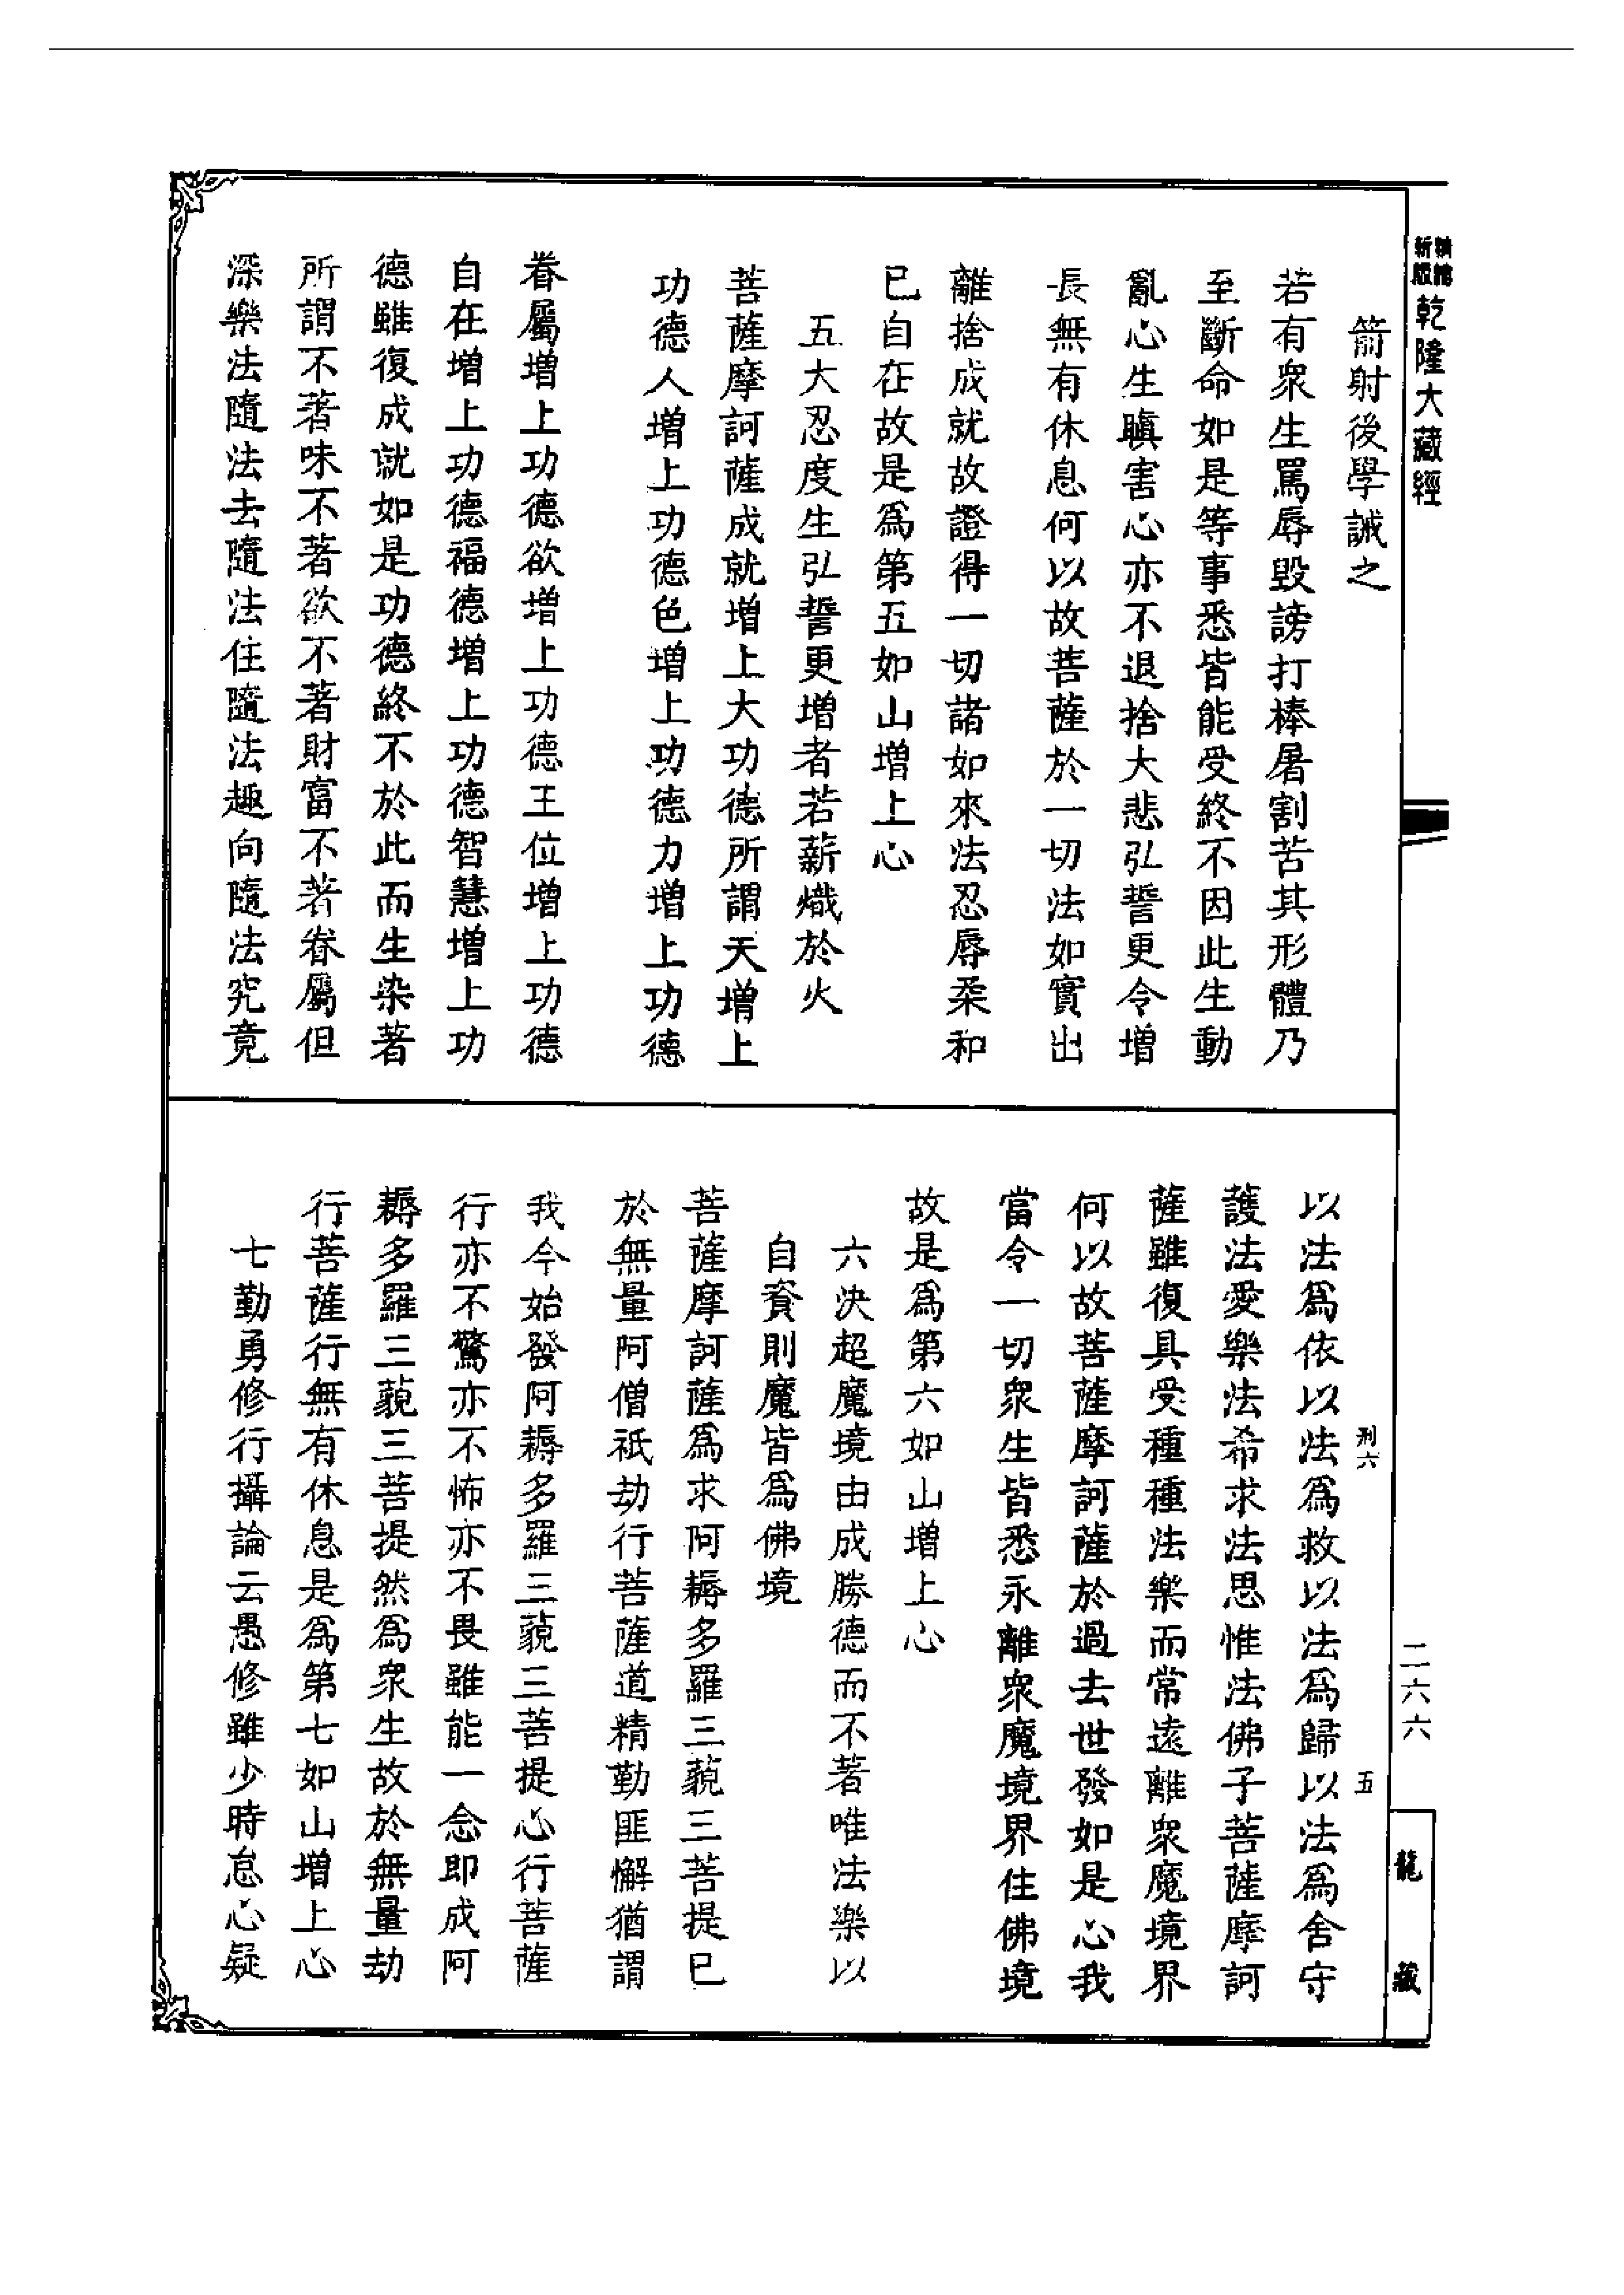 精裝
新版
乾隆大藏經
箭射後學誡之
若有衆生罵辱毀謗打棒屠割苦其形體乃
至斷命如是等事悉皆能受終不因此生動
亂心生瞋害心亦不退捨大悲弘誓更令增
長無有休息何以故菩薩於一切法如實出
離捨成就故證得一切諸如來法忍辱柔和
已自在故是爲第五如山增上心
五大忍度生弘誓更增者若薪熾於火
菩薩摩訶薩成就增上大功德所謂天增上
功德人增上功德色增上功德力增上功德
眷屬增上功德欲增上功德王位增上功德
自在增上功德福德增上功德智慧增上功
德雖復成就如是功德終不於此而生染著
所謂不著味不著欲不著財富不著眷屬但
深樂法隨法去隨法住隨法趣向隨法究竟
以法爲依以法爲救以法爲歸以法爲舍守
護法愛樂法希求法思惟法佛子菩薩摩訶
薩雖復具受種種法樂而常遠離衆魔境界
何以故菩薩摩訶薩於過去世發如是心我
當令一切衆生皆悉永離衆魔境界住佛境
故是爲第六如山增上心
六決超魔境由成勝德而不著唯法樂以
自資則魔皆爲佛境
菩薩摩訶薩爲求阿耨多羅三藐三菩提已
於無量阿僧祇劫行菩薩道精勤匪懈猶謂
我今始發阿耨多羅三藐三菩提心行菩薩
行亦不驚亦不怖亦不畏雖能一念即成阿
耨多羅三藐三菩提然爲衆生故於無量劫
行菩薩行無有休息是爲第七如山增上心
七勤勇修行攝論云愚修雖少時怠心疑
刑六
五
二六六
龍藏